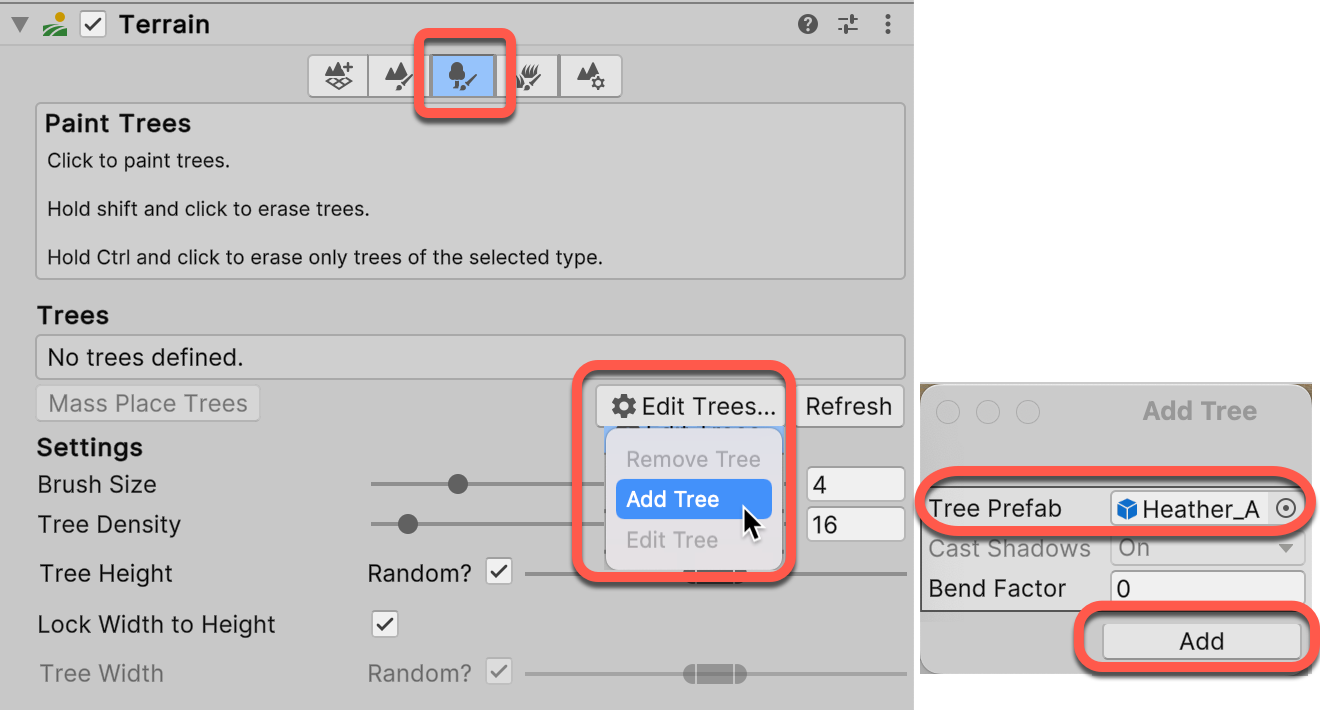 Terrain
Paint Trees
Click to paint trees.
Hold shift and click to erase trees.
Hold Ctrl and click to erase only trees of the selected type.
Trees
No trees defined.
Mass Place Trees
Edit Trees...
Refresh
Remove Tree
Add Tree
Edit Tree
Settings
Brush Size
4
Tree Density
16
Tree Height
Random?
Lock Width to Height
Tree Width
Random?
Add Tree
Tree Prefab
Heather_A
Cast Shadows
On
Bend Factor
0
Add